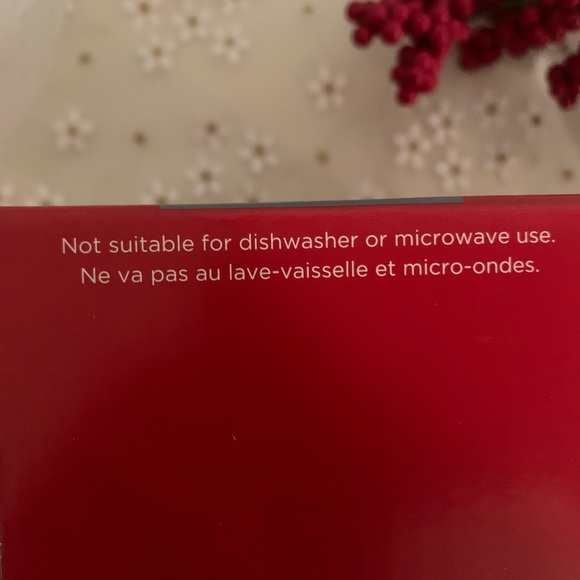 Not suitable for dishwasher or microwave use.
Ne va pas au lave-vaisselle et micro-ondes.